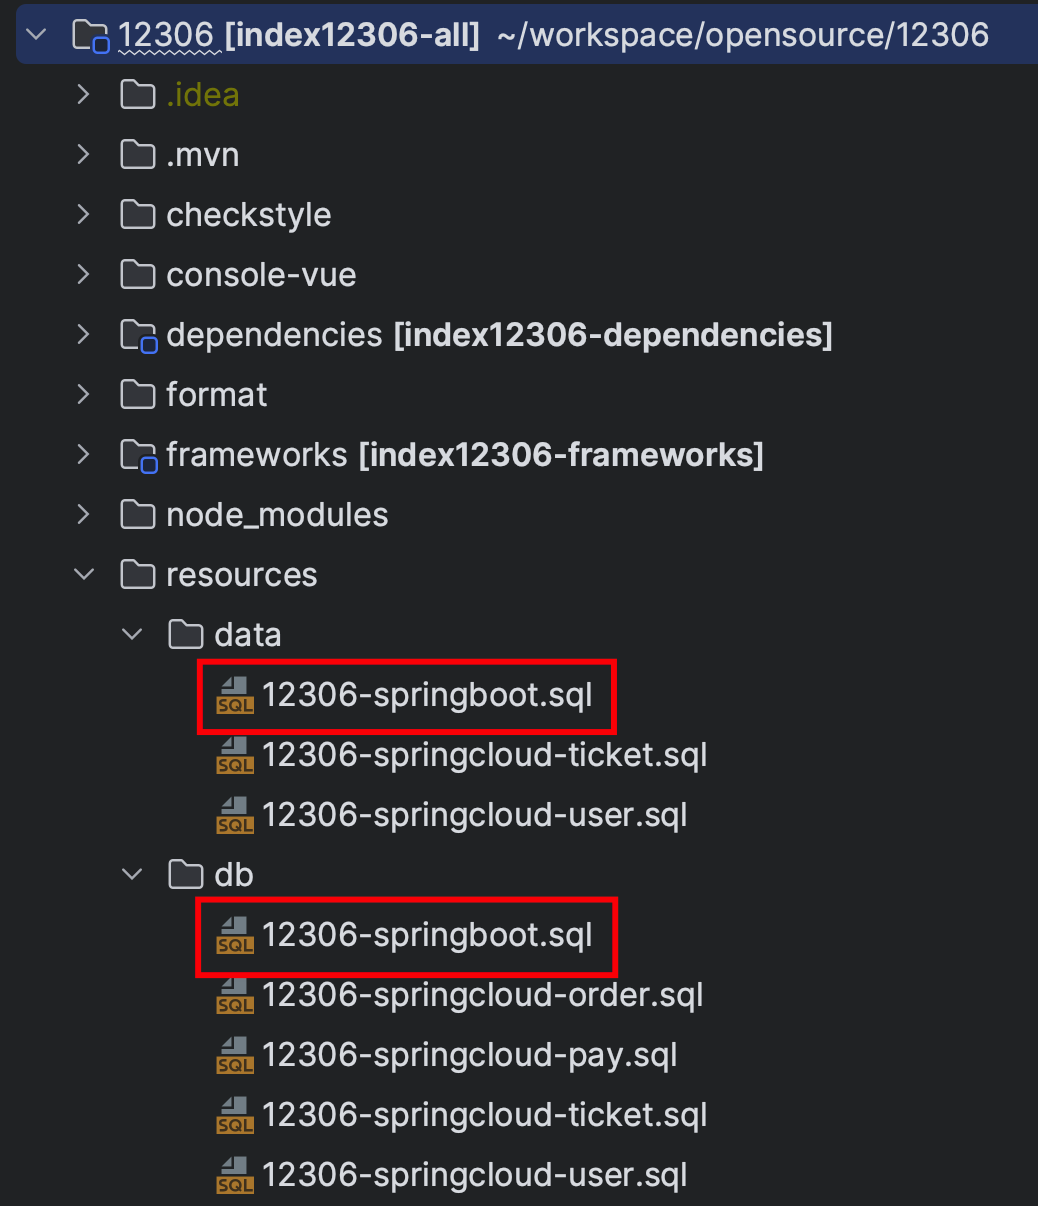 12306 [index12306-all] ~/workspace/opensource/12306
.idea
.mvn
checkstyle
console-vue
dependencies [index12306-dependencies]
format
frameworks [index12306-frameworks]
node_modules
resources
data
SQL 12306-springboot.sql
SQL 12306-springcloud-ticket.sql
SQL 12306-springcloud-user.sql
db
SQL 12306-springboot.sql
SQL 12306-springcloud-order.sql
SQL 12306-springcloud-pay.sql
SQL 12306-springcloud-ticket.sql
SQL 12306-springcloud-user.sql